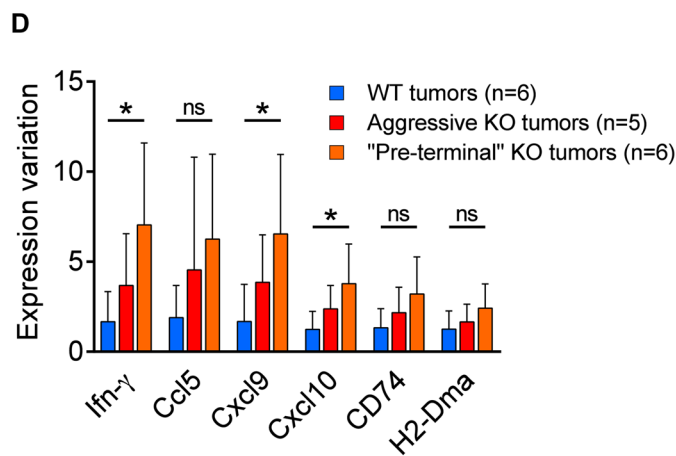 D
Expression variation
15
10
5
0
* ns * * ns ns
WT tumors (n=6)
Aggressive KO tumors (n=5)
"Pre-terminal" KO tumors (n=6)
Ifn-γ
Ccl5
Cxcl9
Cxcl10
CD74
H2-Dma